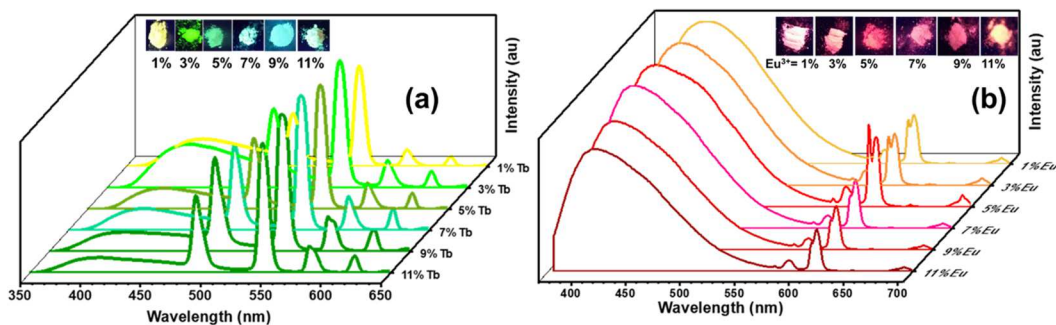 1% 3% 5% 7% 9% 11%
(a)
Intensity (au)
1% Tb
3% Tb
5% Tb
7% Tb
9% Tb
11% Tb
350 400 450 500 550 600 650
Wavelength (nm)
Eu³⁺= 1% 3% 5% 7% 9% 11%
(b)
Intensity (au)
1% Eu
3% Eu
5% Eu
7% Eu
9% Eu
11% Eu
400 450 500 550 600 650 700
Wavelength (nm)